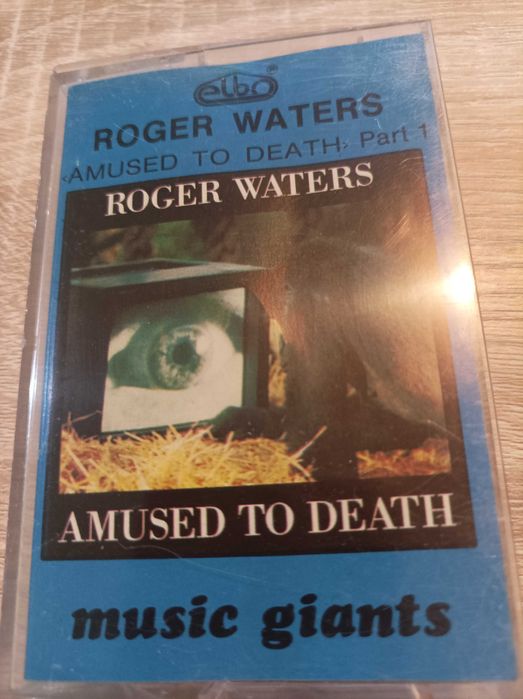 elbo®
ROGER WATERS
‹AMUSED TO DEATH› Part 1
ROGER WATERS
AMUSED TO DEATH
music giants